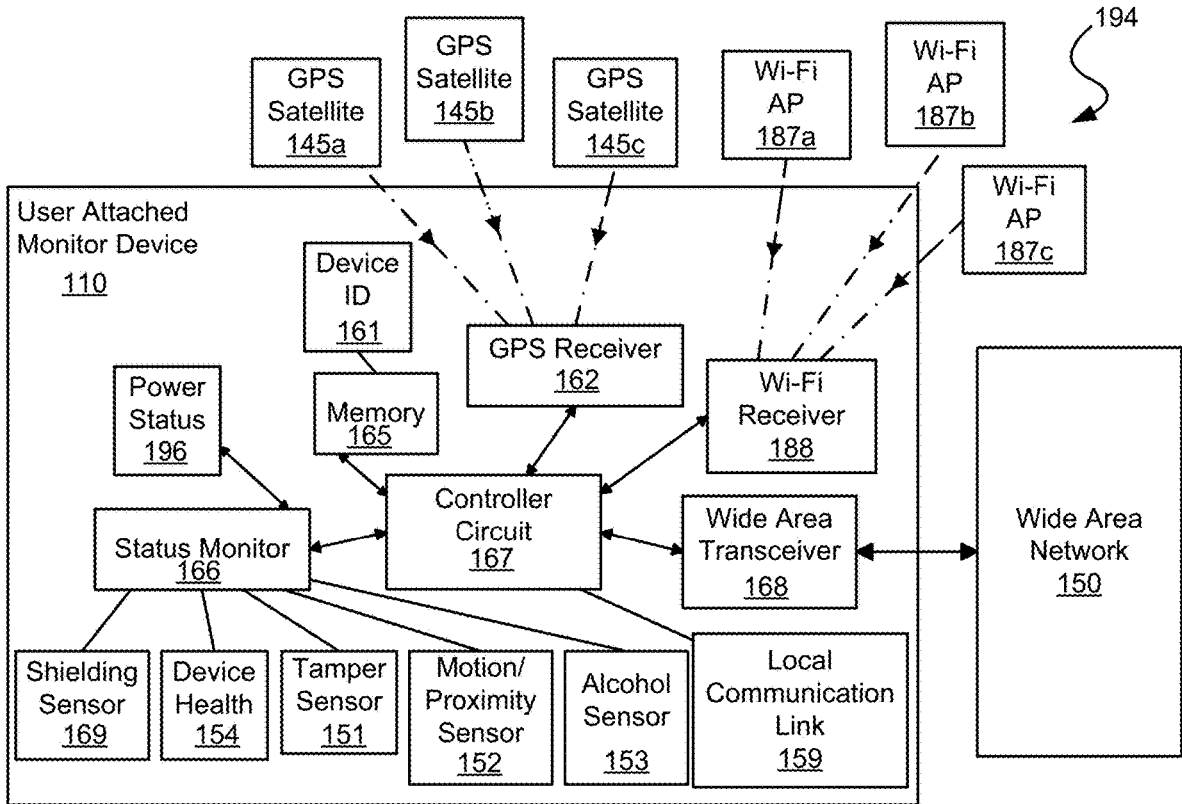 194
GPS
Satellite
145a
GPS
Satellite
145b
GPS
Satellite
145c
Wi-Fi
AP
187a
Wi-Fi
AP
187b
Wi-Fi
AP
187c
User Attached
Monitor Device
110
Device
ID
161
GPS Receiver
162
Power
Status
196
Memory
165
Wi-Fi
Receiver
188
Controller
Circuit
167
Status Monitor
166
Wide Area
Transceiver
168
Wide Area
Network
150
Shielding
Sensor
169
Device
Health
154
Tamper
Sensor
151
Motion/
Proximity
Sensor
152
Alcohol
Sensor
153
Local
Communication
Link
159